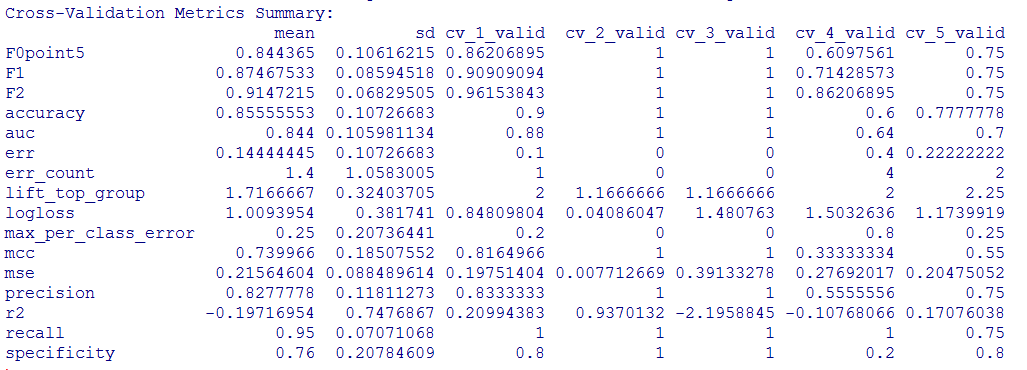 Cross-Validation Metrics Summary:
mean sd cv_1_valid cv_2_valid cv_3_valid cv_4_valid cv_5_valid
F0point5 0.844365 0.10616215 0.86206895 1 1 0.6097561 0.75
F1 0.87467533 0.08594518 0.90909094 1 1 0.71428573 0.75
F2 0.9147215 0.06829505 0.96153843 1 1 0.86206895 0.75
accuracy 0.85555553 0.10726683 0.9 1 1 0.6 0.7777778
auc 0.844 0.105981134 0.88 1 1 0.64 0.7
err 0.14444445 0.10726683 0.1 0 0 0.4 0.22222222
err_count 1.4 1.0583005 1 0 0 4 2
lift_top_group 1.7166667 0.32403705 2 1.1666666 1.1666666 2 2.25
logloss 1.0093954 0.381741 0.84809804 0.04086047 1.480763 1.5032636 1.1739919
max_per_class_error 0.25 0.20736441 0.2 0 0 0.8 0.25
mcc 0.739966 0.18507552 0.8164966 1 1 0.33333334 0.55
mse 0.21564604 0.088489614 0.19751404 0.007712669 0.39133278 0.27692017 0.20475052
precision 0.8277778 0.11811273 0.8333333 1 1 0.5555556 0.75
r2 -0.19716954 0.7476867 0.20994383 0.9370132 -2.1958845 -0.10768066 0.17076038
recall 0.95 0.07071068 1 1 1 1 0.75
specificity 0.76 0.20784609 0.8 1 1 0.2 0.8